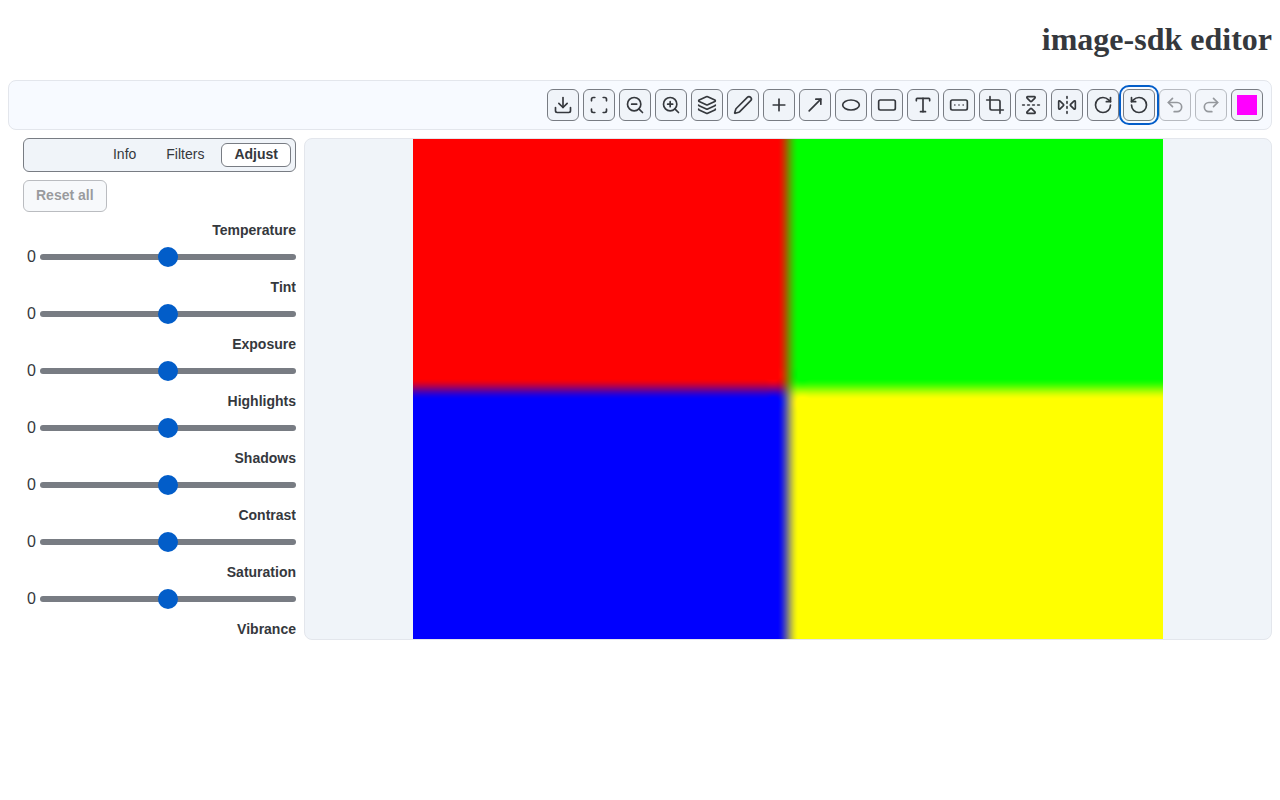 image-sdk editor
Info Filters Adjust
Reset all
Temperature
0
Tint
0
Exposure
0
Highlights
0
Shadows
0
Contrast
0
Saturation
0
Vibrance